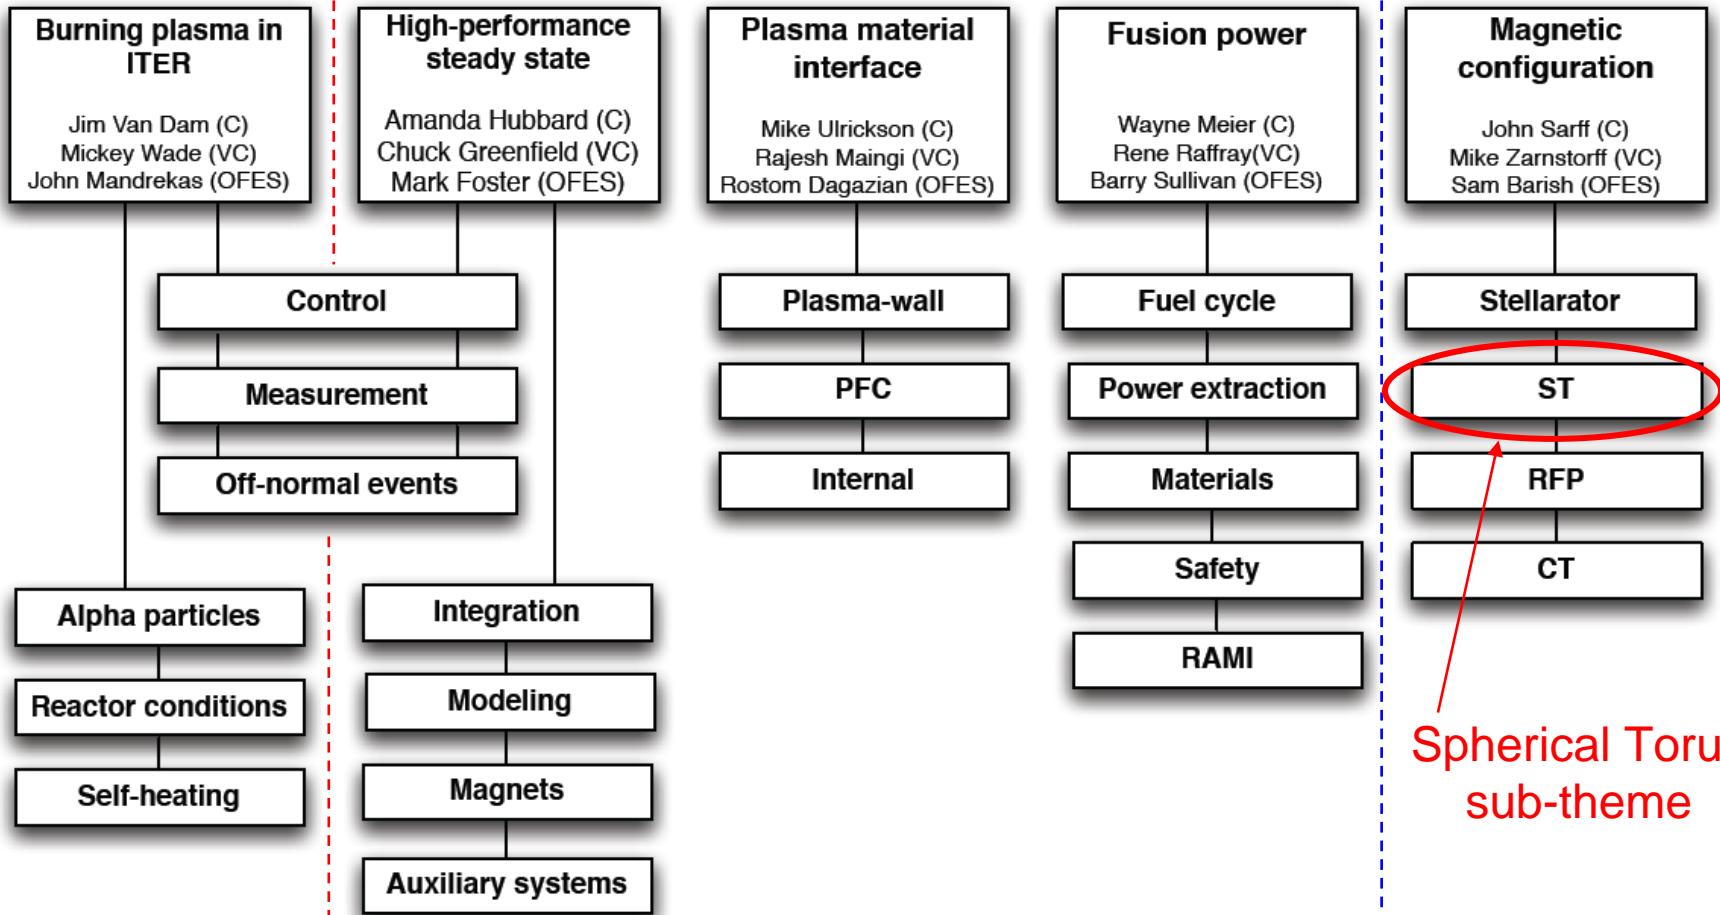 Burning plasma in
ITER
Jim Van Dam (C)
Mickey Wade (VC)
John Mandrekas (OFES)
High-performance
steady state
Amanda Hubbard (C)
Chuck Greenfield (VC)
Mark Foster (OFES)
Plasma material
interface
Mike Ulrickson (C)
Rajesh Maingi (VC)
Rostom Dagazian (OFES)
Fusion power
Wayne Meier (C)
Rene Raffray(VC)
Barry Sullivan (OFES)
Magnetic
configuration
John Sarff (C)
Mike Zarnstorff (VC)
Sam Barish (OFES)
Control
Measurement
Off-normal events
Alpha particles
Reactor conditions
Self-heating
Integration
Modeling
Magnets
Auxiliary systems
Plasma-wall
PFC
Internal
Fuel cycle
Power extraction
Materials
Safety
RAMI
Stellarator
ST
RFP
CT
Spherical Toru
sub-theme